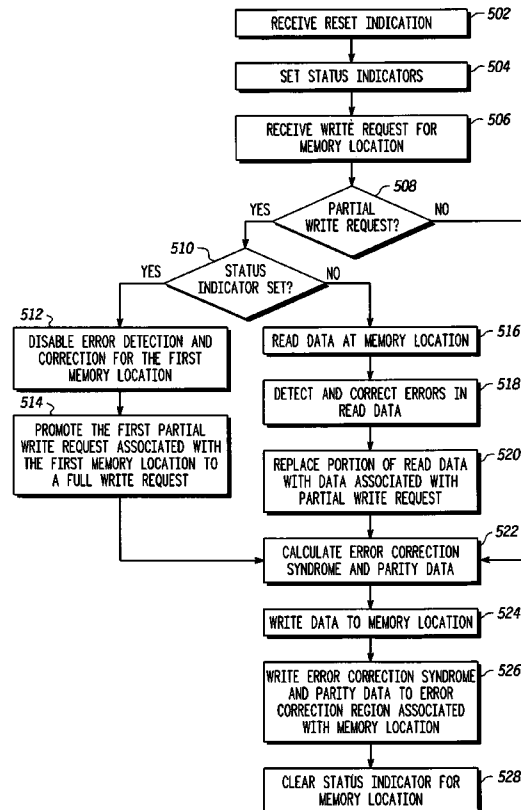 RECEIVE RESET INDICATION
502
SET STATUS INDICATORS
504
RECEIVE WRITE REQUEST FOR
MEMORY LOCATION
506
508
PARTIAL
WRITE REQUEST?
YES
NO
510
STATUS
INDICATOR SET?
YES
NO
512
DISABLE ERROR DETECTION AND
CORRECTION FOR THE FIRST
MEMORY LOCATION
514
PROMOTE THE FIRST PARTIAL
WRITE REQUEST ASSOCIATED WITH
THE FIRST MEMORY LOCATION TO
A FULL WRITE REQUEST
READ DATA AT MEMORY LOCATION
516
DETECT AND CORRECT ERRORS IN
READ DATA
518
REPLACE PORTION OF READ DATA
WITH DATA ASSOCIATED WITH
PARTIAL WRITE REQUEST
520
CALCULATE ERROR CORRECTION
SYNDROME AND PARITY DATA
522
WRITE DATA TO MEMORY LOCATION
524
WRITE ERROR CORRECTION SYNDROME
AND PARITY DATA TO ERROR
CORRECTION REGION ASSOCIATED
WITH MEMORY LOCATION
526
CLEAR STATUS INDICATOR FOR
MEMORY LOCATION
528